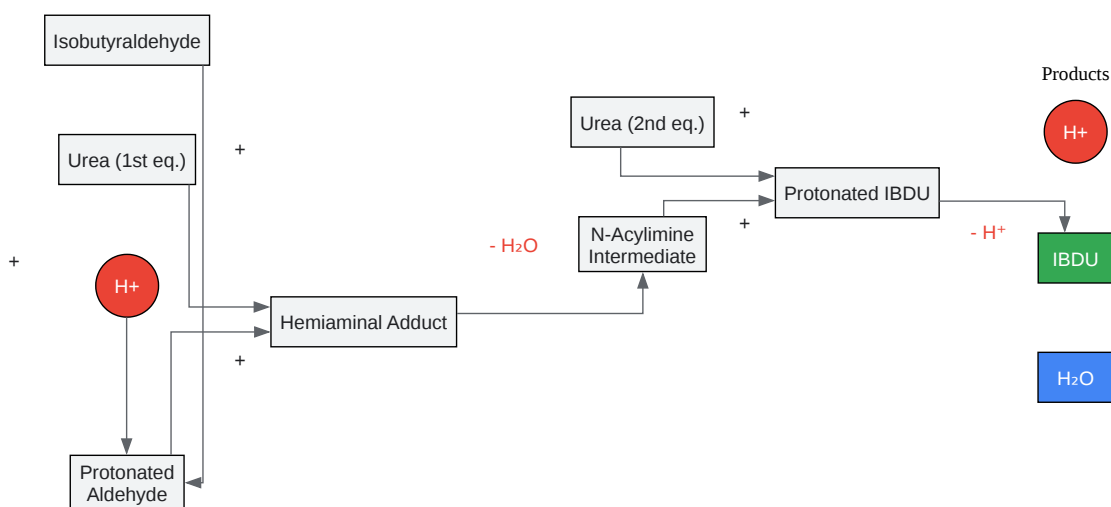 Isobutyraldehyde
Products
Urea (2nd eq.)
+
H+
Urea (1st eq.)
+
Protonated IBDU
+
- H⁺
N-Acylimine
Intermediate
- H₂O
IBDU
+
H+
Hemiaminal Adduct
+
H₂O
Protonated
Aldehyde